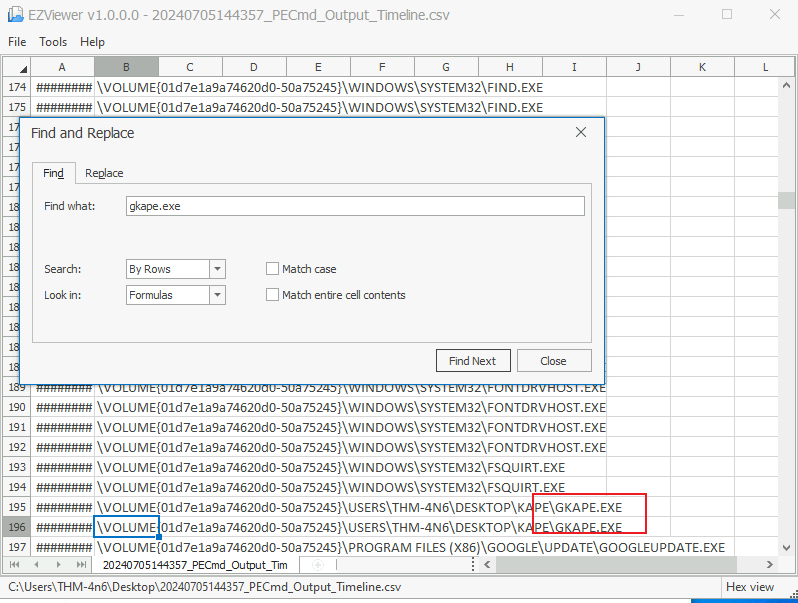 EZViewer v1.0.0.0 - 20240705144357_PECmd_Output_Timeline.csv
File Tools Help
A B C D E F G H I J K L
174 ######## \VOLUME{01d7e1a9a74620d0-50a75245}\WINDOWS\SYSTEM32\FIND.EXE
175 ######## \VOLUME{01d7e1a9a74620d0-50a75245}\WINDOWS\SYSTEM32\FIND.EXE
Find and Replace
Find Replace
Find what: gkape.exe
Search: By Rows Match case
Look in: Formulas Match entire cell contents
Find Next Close
189 ######## \VOLUME{01d7e1a9a74620d0-50a75245}\WINDOWS\SYSTEM32\FONTDRVHOST.EXE
190 ######## \VOLUME{01d7e1a9a74620d0-50a75245}\WINDOWS\SYSTEM32\FONTDRVHOST.EXE
191 ######## \VOLUME{01d7e1a9a74620d0-50a75245}\WINDOWS\SYSTEM32\FONTDRVHOST.EXE
192 ######## \VOLUME{01d7e1a9a74620d0-50a75245}\WINDOWS\SYSTEM32\FONTDRVHOST.EXE
193 ######## \VOLUME{01d7e1a9a74620d0-50a75245}\WINDOWS\SYSTEM32\FSQUIRT.EXE
194 ######## \VOLUME{01d7e1a9a74620d0-50a75245}\WINDOWS\SYSTEM32\FSQUIRT.EXE
195 ######## \VOLUME{01d7e1a9a74620d0-50a75245}\USERS\THM-4N6\DESKTOP\KAPE\GKAPE.EXE
196 ######## \VOLUME{01d7e1a9a74620d0-50a75245}\USERS\THM-4N6\DESKTOP\KAPE\GKAPE.EXE
197 ######## \VOLUME{01d7e1a9a74620d0-50a75245}\PROGRAM FILES (X86)\GOOGLE\UPDATE\GOOGLEUPDATE.EXE
20240705144357_PECmd_Output_Tim
C:\Users\THM-4n6\Desktop\20240705144357_PECmd_Output_Timeline.csv Hex view